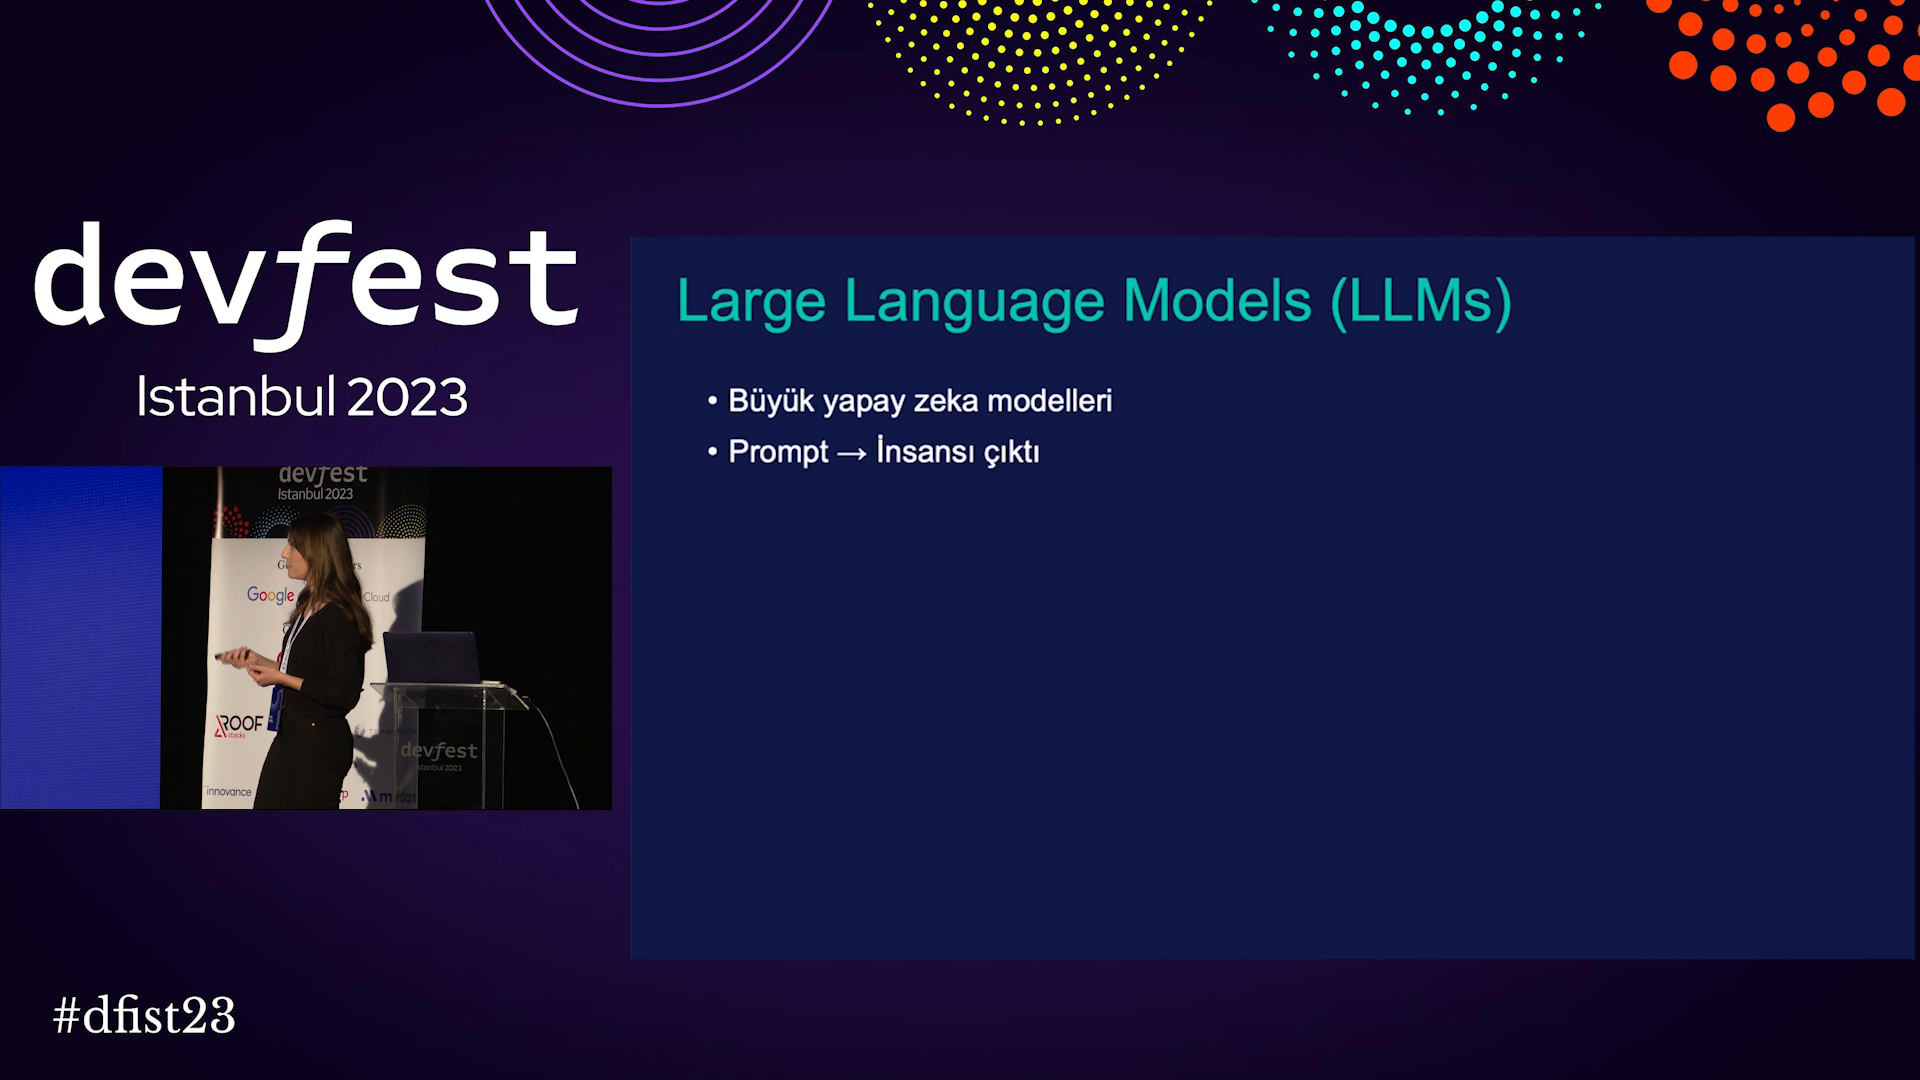 devfest
Istanbul 2023
Large Language Models (LLMs)
• Büyük yapay zeka modelleri
• Prompt → İnsansı çıktı
devfest
Istanbul 2023
Google
Cloud
ROOF
stacks
innovance
devfest
#dfist23